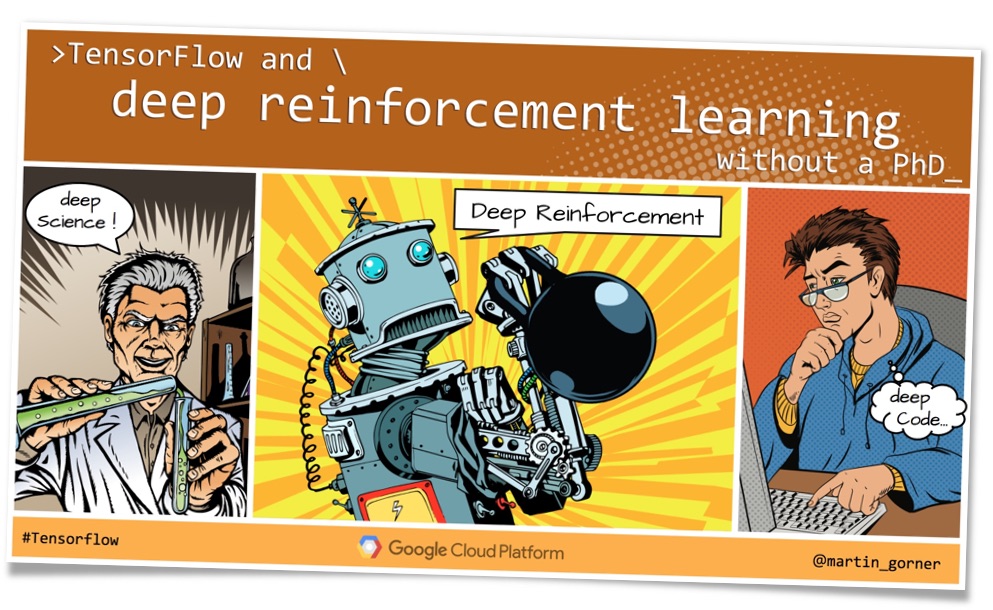 >TensorFlow and \
deep reinforcement learning
without a PhD_
deep
Science !
Deep Reinforcement
deep
Code...
#Tensorflow
Google Cloud Platform
@martin_gorner